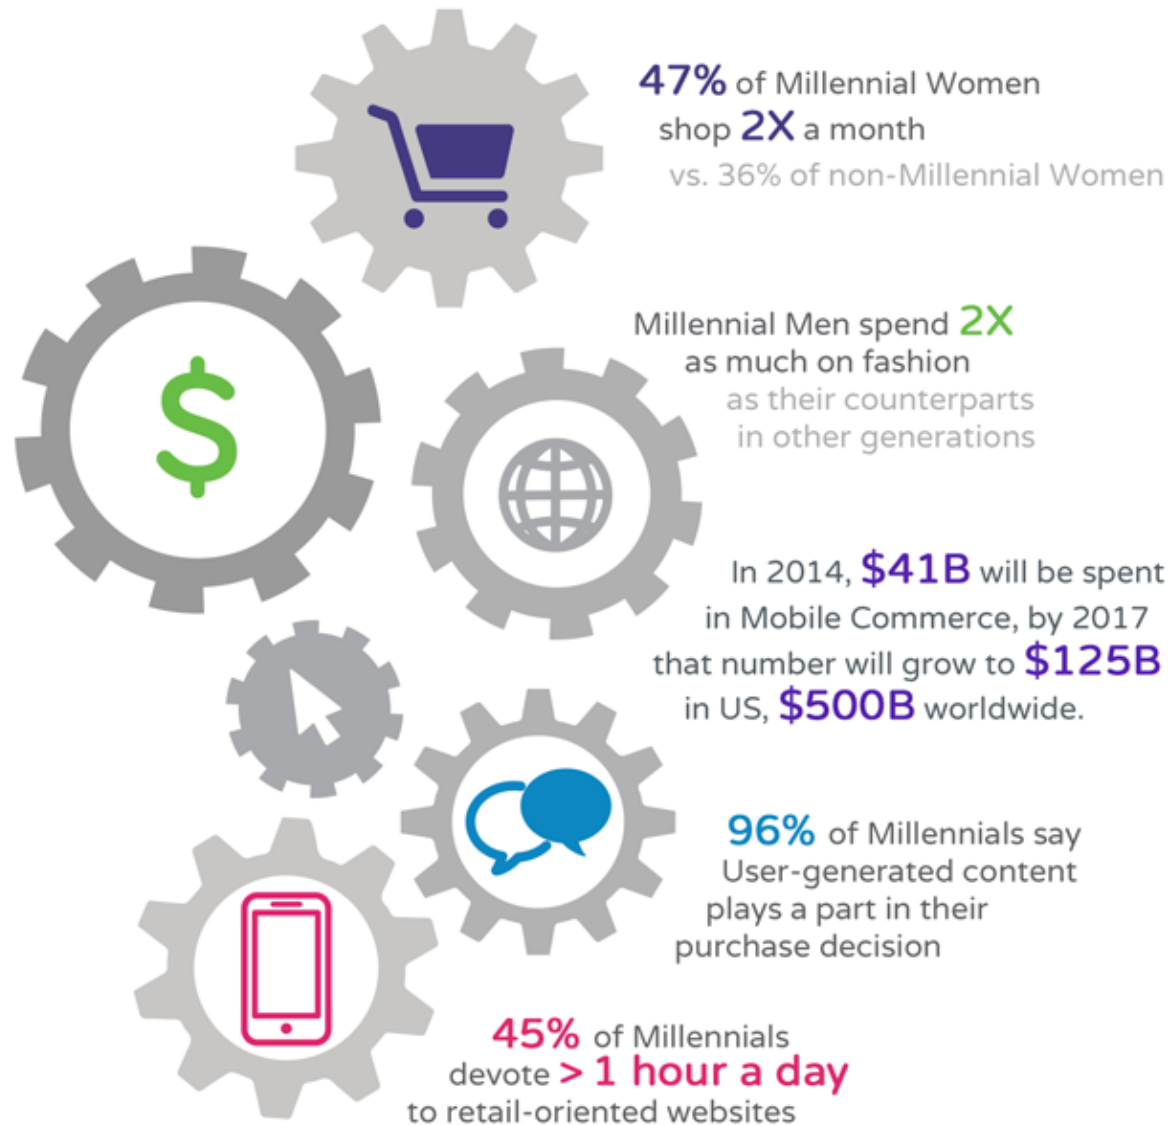 47% of Millennial Women
shop 2X a month
vs. 36% of non-Millennial Women
Millennial Men spend 2X
as much on fashion
as their counterparts
in other generations
$
In 2014, $41B will be spent
in Mobile Commerce, by 2017
that number will grow to $125B
in US, $500B worldwide.
96% of Millennials say
User-generated content
plays a part in their
purchase decision
45% of Millennials
devote > 1 hour a day
to retail-oriented websites